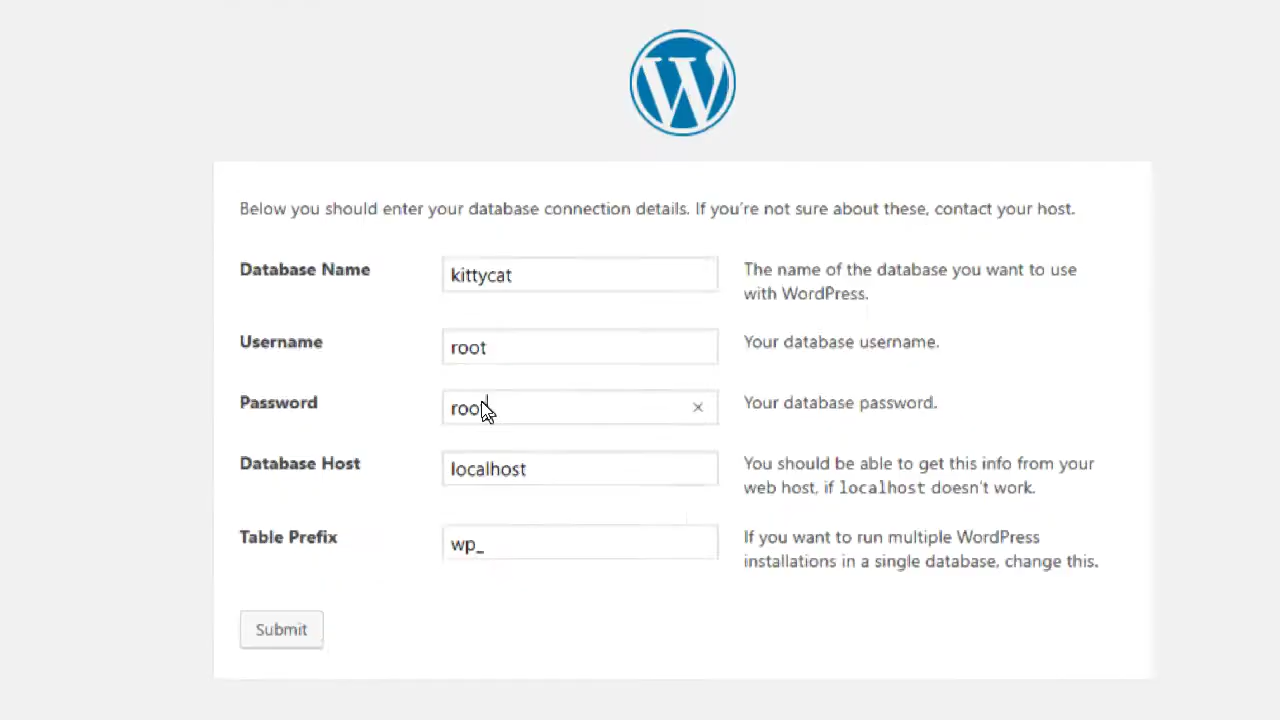 Below you should enter your database connection details. If you're not sure about these, contact your host.
Database Name
kittycat
The name of the database you want to use
with WordPress.
Username
root
Your database username.
Password
root
Your database password.
Database Host
localhost
You should be able to get this info from your
web host, if localhost doesn't work.
Table Prefix
wp_
If you want to run multiple WordPress
installations in a single database, change this.
Submit